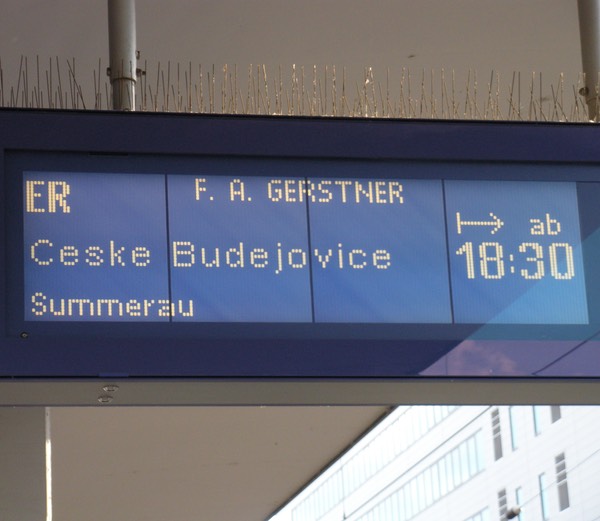 ER F. A. GERSTNER
Ceske Budejovice
Summerau
ab
18:30